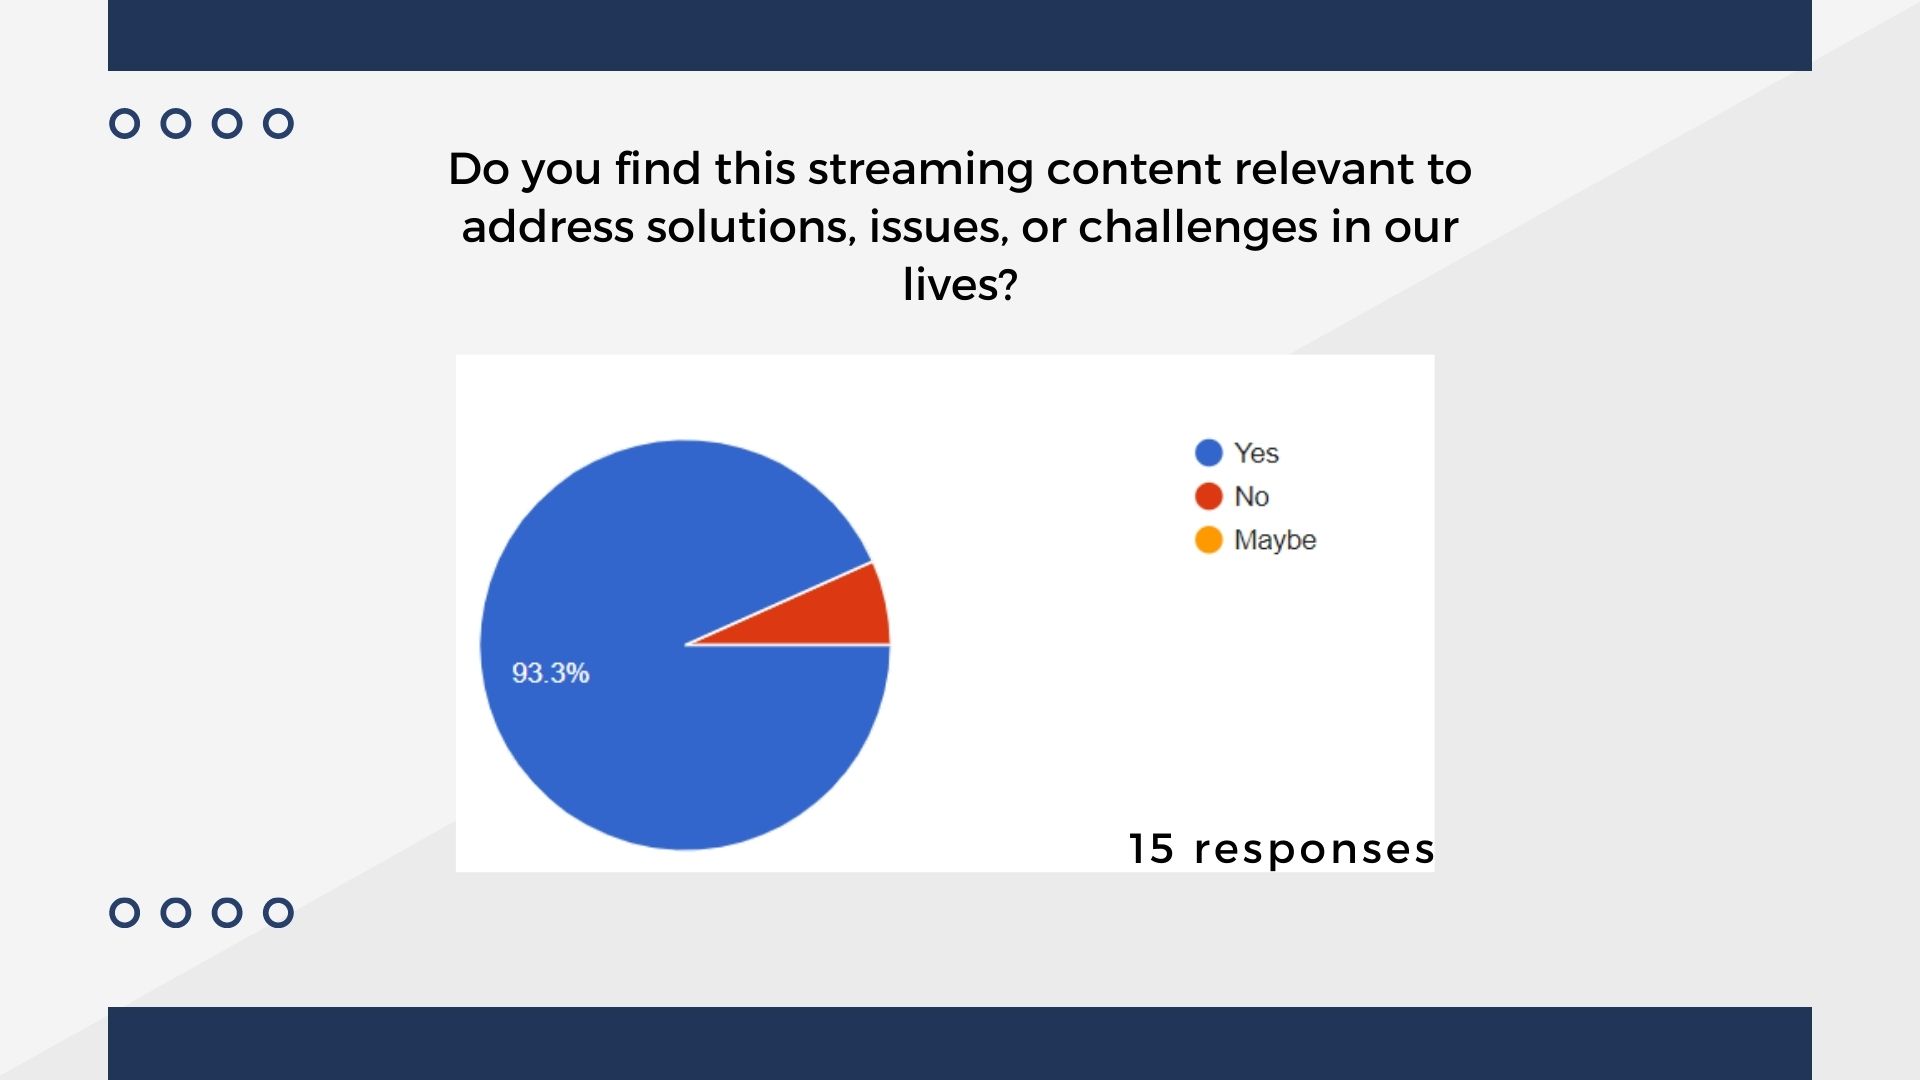 Do you find this streaming content relevant to
address solutions, issues, or challenges in our
lives?
Yes
No
Maybe
93.3%
15 responses